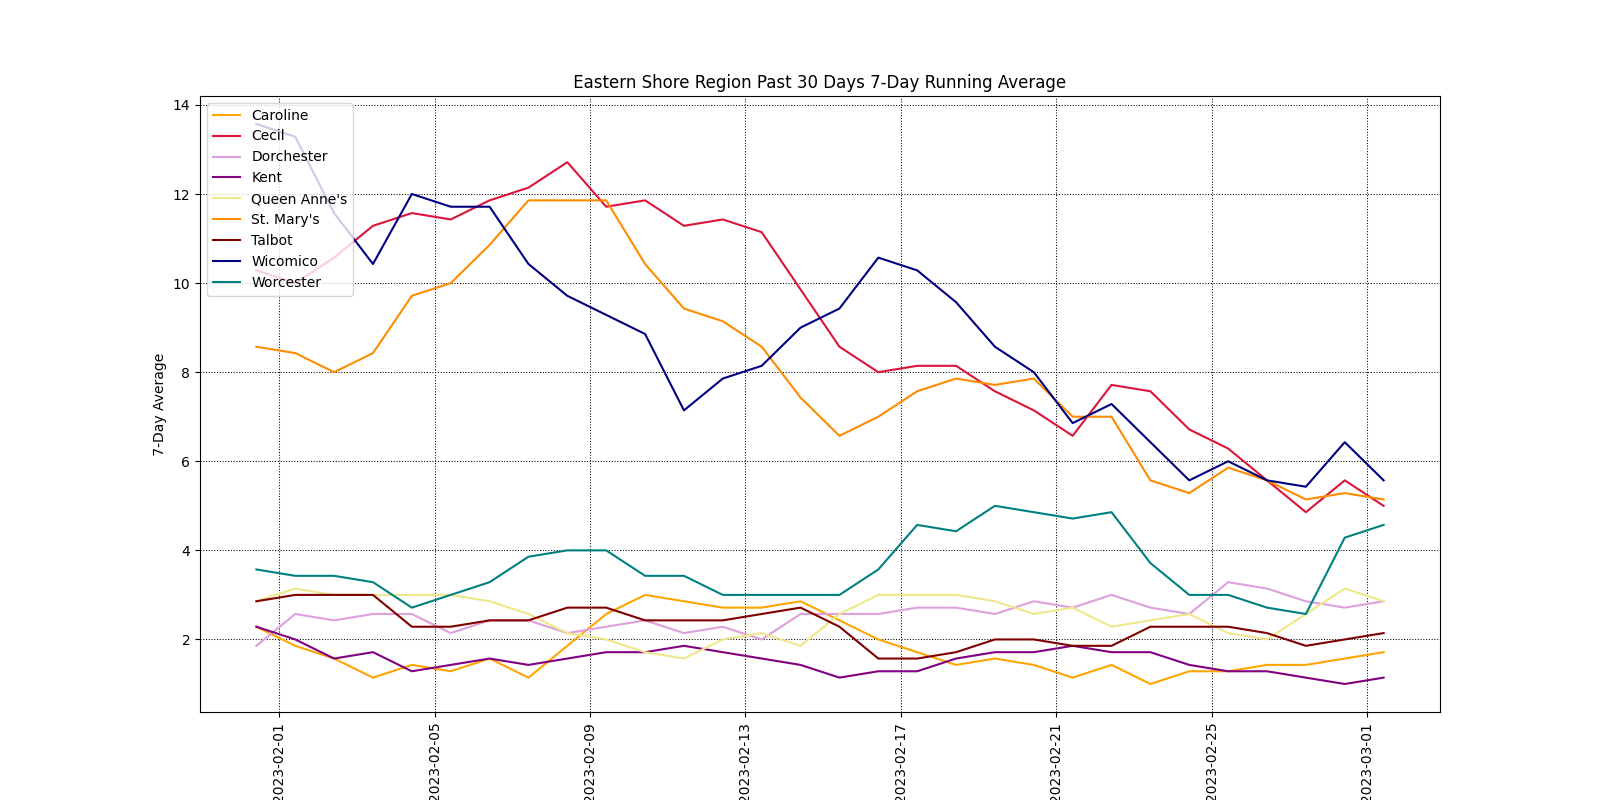 Eastern Shore Region Past 30 Days 7-Day Running Average
14
12
10
8
6
4
2
7-Day Average
Caroline
Cecil
Dorchester
Kent
Queen Anne's
St. Mary's
Talbot
Wicomico
Worcester
2023-02-01
2023-02-05
2023-02-09
2023-02-13
2023-02-17
2023-02-21
2023-02-25
2023-03-01